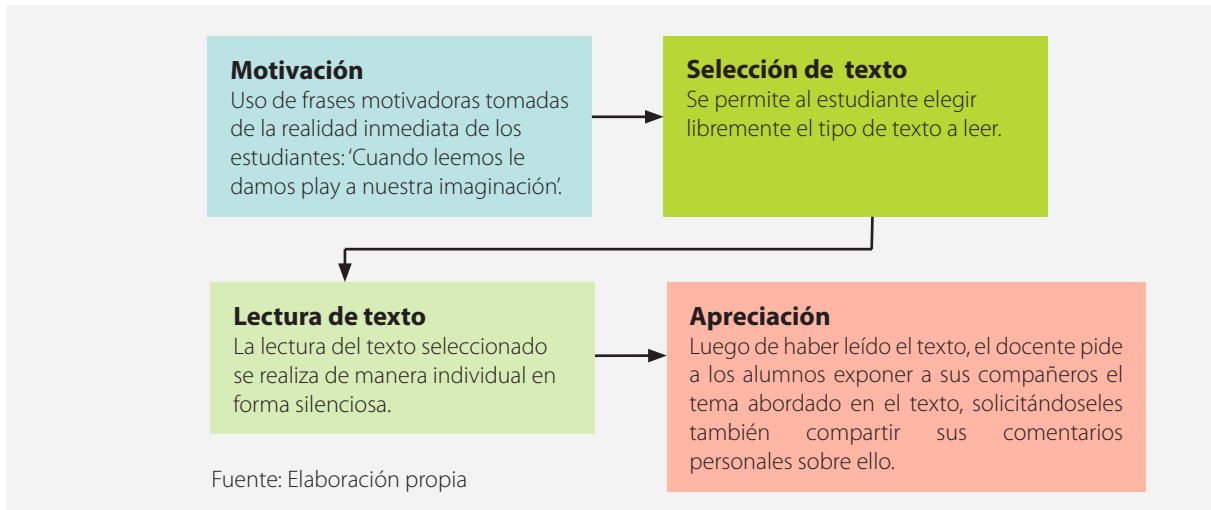 Motivación
Uso de frases motivadoras tomadas
de la realidad inmediata de los
estudiantes: ‘Cuando leemos le
damos play a nuestra imaginación’.
Selección de texto
Se permite al estudiante elegir
libremente el tipo de texto a leer.
Lectura de texto
La lectura del texto seleccionado
se realiza de manera individual en
forma silenciosa.
Apreciación
Luego de haber leído el texto, el docente pide
a los alumnos exponer a sus compañeros el
tema abordado en el texto, solicitándoseles
también compartir sus comentarios
personales sobre ello.
Fuente: Elaboración propia